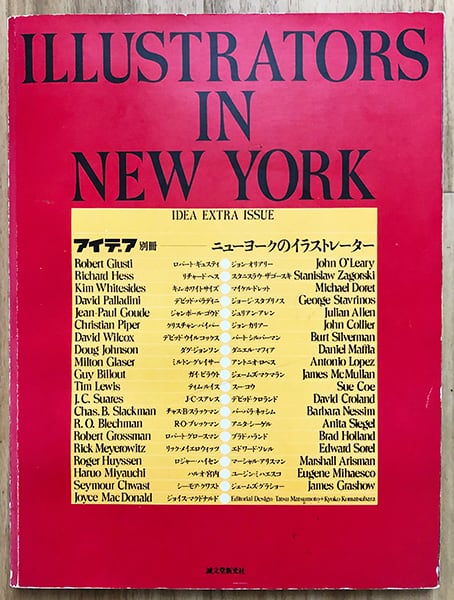 ILLUSTRATORS
IN
NEW YORK
IDEA EXTRA ISSUE
アイデア 別冊 ニューヨークのイラストレーター
Robert Giusti ロバート・ギュスティ ジョン・オリアリー John O'Leary
Richard Hess リチャード・ヘス スタニスラウ・ザゴースキ Stanislaw Zagorski
Kim Whitesides キム・ホワイトサイズ マイケル・ドレット Michael Doret
David Palladini デビッド・パラディニ ジョージ・スタブリノス George Stavrinos
Jean-Paul Goude ジャンポール・ゴウド ジュリアン・アレン Julian Allen
Christian Piper クリスチャン・パイパー ジョン・カリアー John Collier
David Wilcox デビッド・ウイルコックス バート・シルバーマン Burt Silverman
Doug Johnson ダグ・ジョンソン ダニエル・マフィア Daniel Maffia
Milton Glaser ミルトン・グレイサー アントニオ・ロペス Antonio Lopez
Guy Billout ガイ・ビラウト ジェームズ・マクマラン James McMullan
Tim Lewis ティム・ルイス スー・コウ Sue Coe
J.C. Suares J・C・スアレス デビッド・クロランド David Croland
Chas. B. Slackman チャス・B・スラックマン バーバラ・ネッシム Barbara Nessim
R. O. Blechman R・O・ブレックマン アニタ・シーゲル Anita Siegel
Robert Grossman ロバート・グロースマン ブラド・ハランド Brad Holland
Rick Meyerowitz リック・メイエロウィッツ エドワード・ソレル Edward Sorel
Roger Huyssen ロジャー・ハイセン マーシャル・アリスマン Marshall Arisman
Haruo Miyauchi ハルオ・宮内 ユージン・ミハエスコ Eugene Mihaesco
Seymour Chwast シーモア・クワスト ジェームズ・グラショー James Grashow
Joyce MacDonald ジョイス・マクドナルド Editorial Design: Tatsu Matsumoto+Kyoko Komatsubara
誠文堂新光社